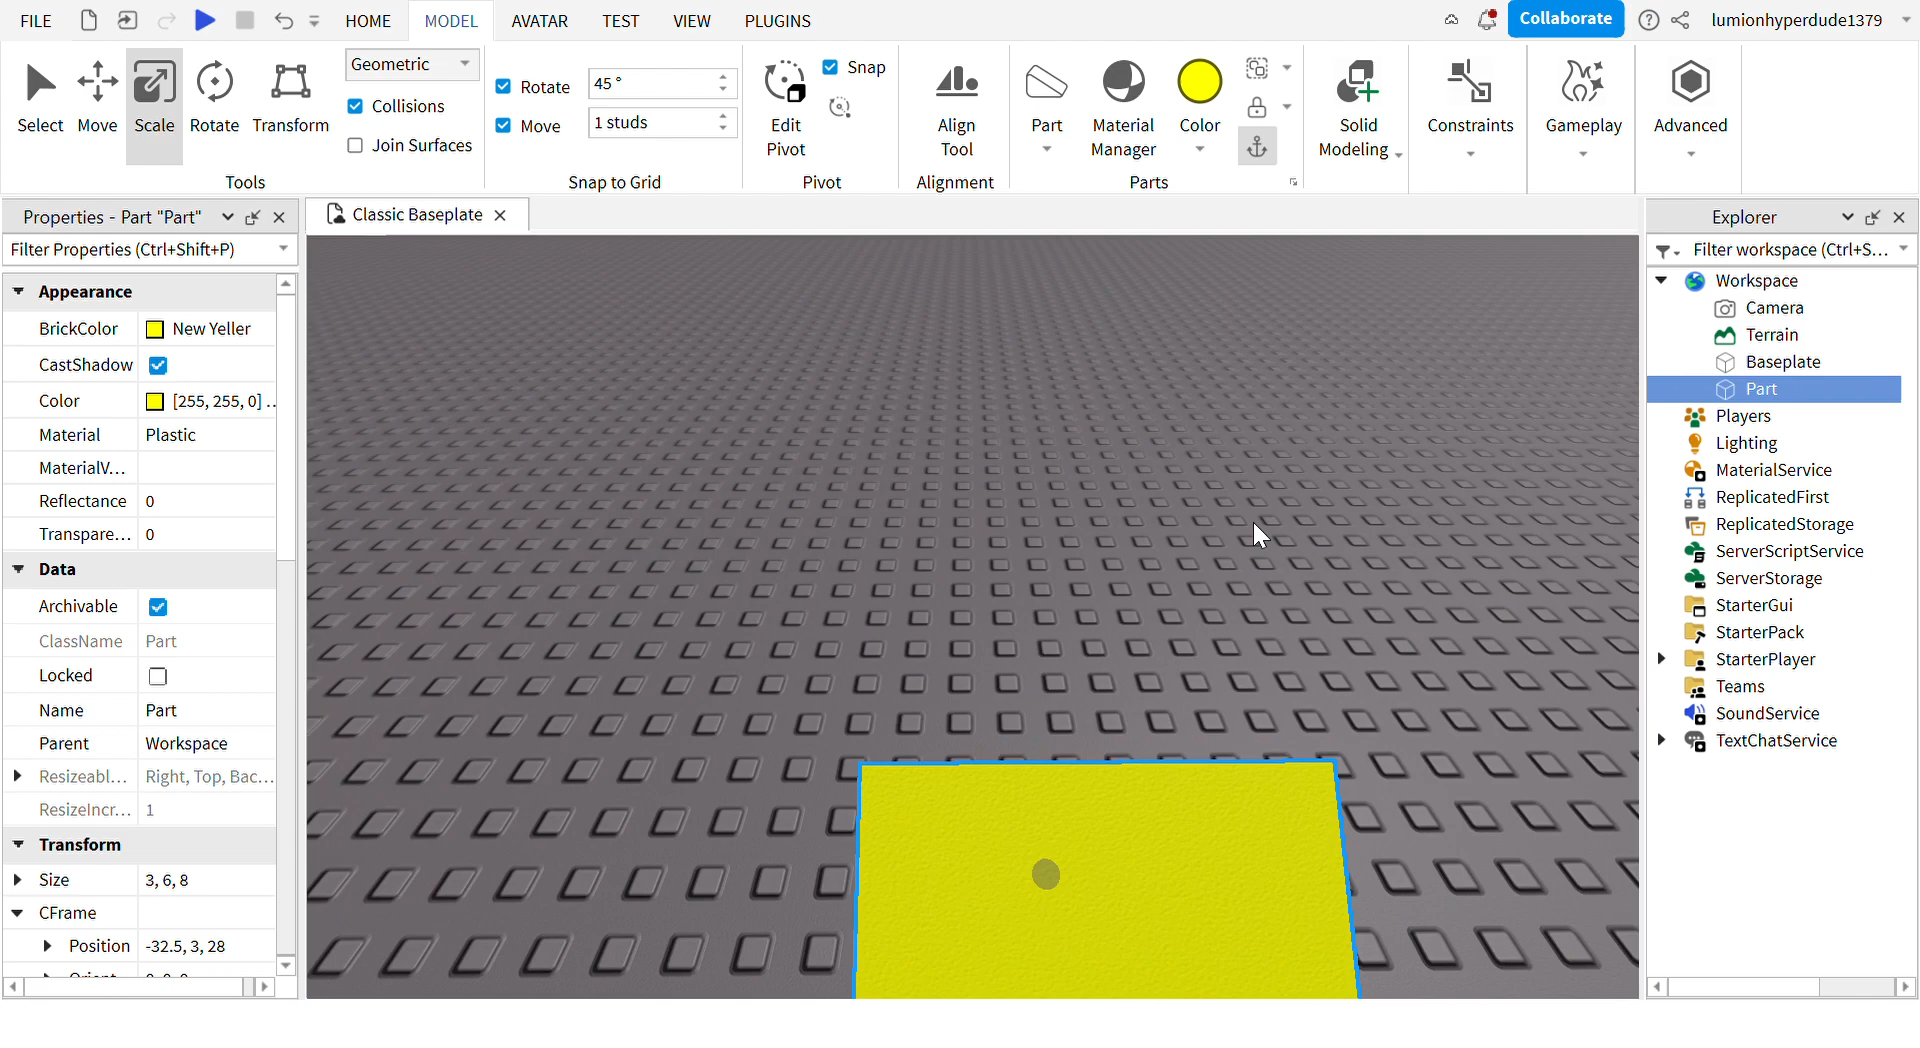 FILE
HOME
MODEL
AVATAR
TEST
VIEW
PLUGINS
Collaborate
lumionhyperdude1379
Select
Move
Scale
Rotate
Transform
Geometric
Collisions
Join Surfaces
Tools
Rotate
45 °
Move
1 studs
Snap to Grid
Edit
Pivot
Snap
Pivot
Align
Tool
Alignment
Part
Material
Manager
Color
Parts
Solid
Modeling
Constraints
Gameplay
Advanced
Properties - Part "Part"
Filter Properties (Ctrl+Shift+P)
Appearance
BrickColor New Yeller
CastShadow
Color [255, 255, 0] ..
Material Plastic
MaterialV...
Reflectance 0
Transpare... 0
Data
Archivable
ClassName Part
Locked
Name Part
Parent Workspace
Resizeabl... Right, Top, Bac...
ResizeIncr... 1
Transform
Size 3, 6, 8
CFrame
Position -32.5, 3, 28
Classic Baseplate
Explorer
Filter workspace (Ctrl+S...
Workspace
Camera
Terrain
Baseplate
Part
Players
Lighting
MaterialService
ReplicatedFirst
ReplicatedStorage
ServerScriptService
ServerStorage
StarterGui
StarterPack
StarterPlayer
Teams
SoundService
TextChatService